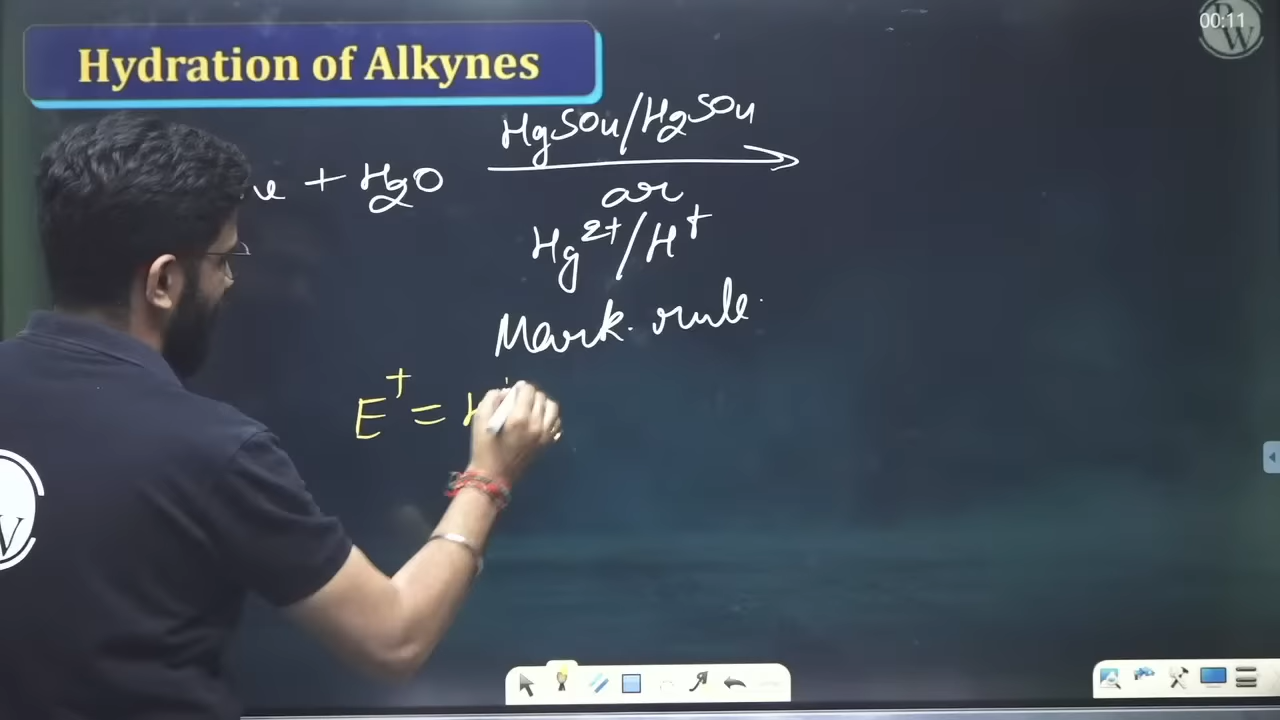 00:11
Hydration of Alkynes
HgSO4/H2SO4
+ H2O
or
Hg2+/H+
Mark. rule.
E+ =
W